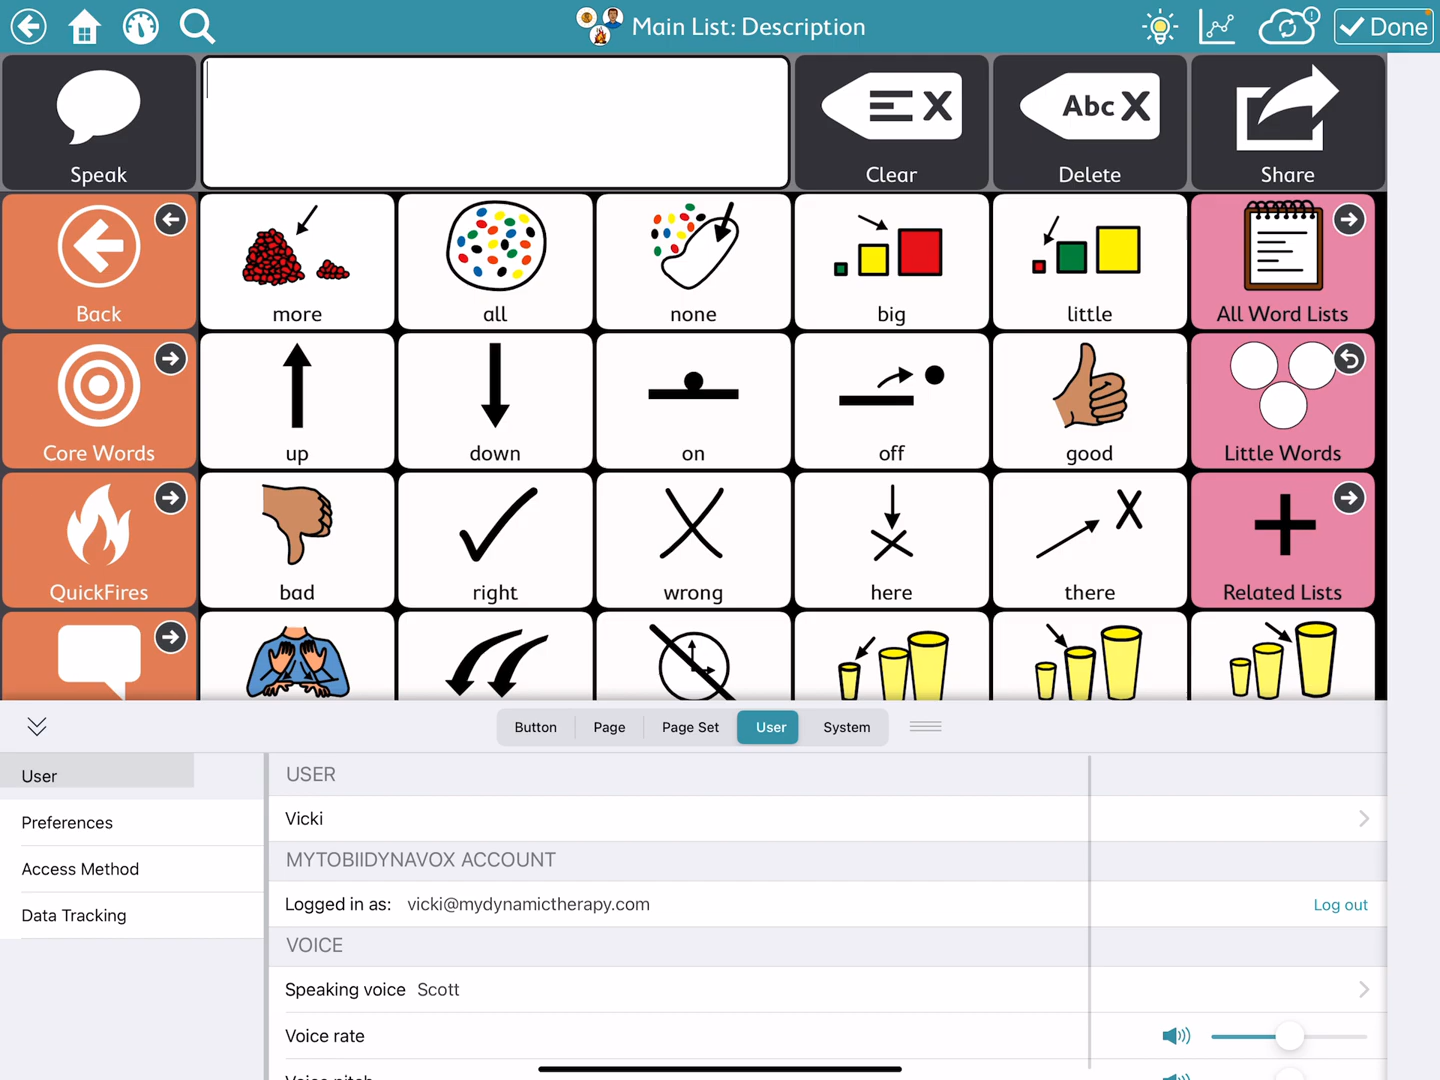 Main List: Description
Done
Speak
Abc X
Clear
Delete
Share
Back
more
all
none
big
little
All Word Lists
Core Words
up
down
on
off
good
Little Words
QuickFires
bad
right
wrong
here
there
Related Lists
Button
Page
Page Set
User
System
User
USER
Preferences
Vicki
Access Method
MYTOBIIDYNAVOX ACCOUNT
Data Tracking
Logged in as: vicki@mydynamictherapy.com
Log out
VOICE
Speaking voice Scott
Voice rate
Voice pitch